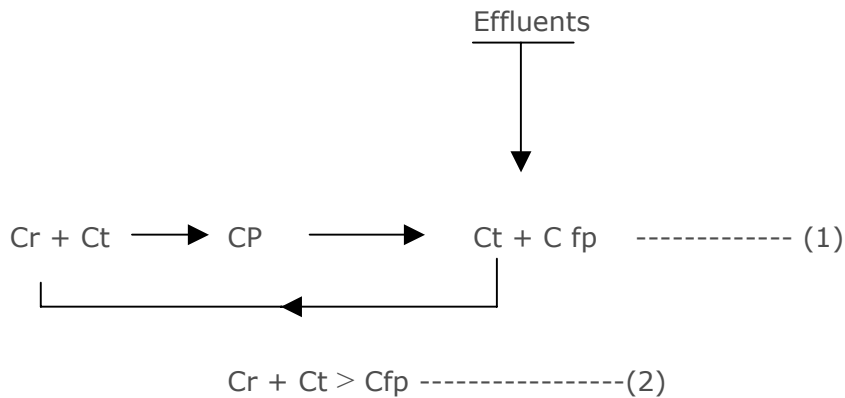 Effluents
Cr + Ct CP Ct + C fp ------------- (1)
Cr + Ct > Cfp -----------------(2)